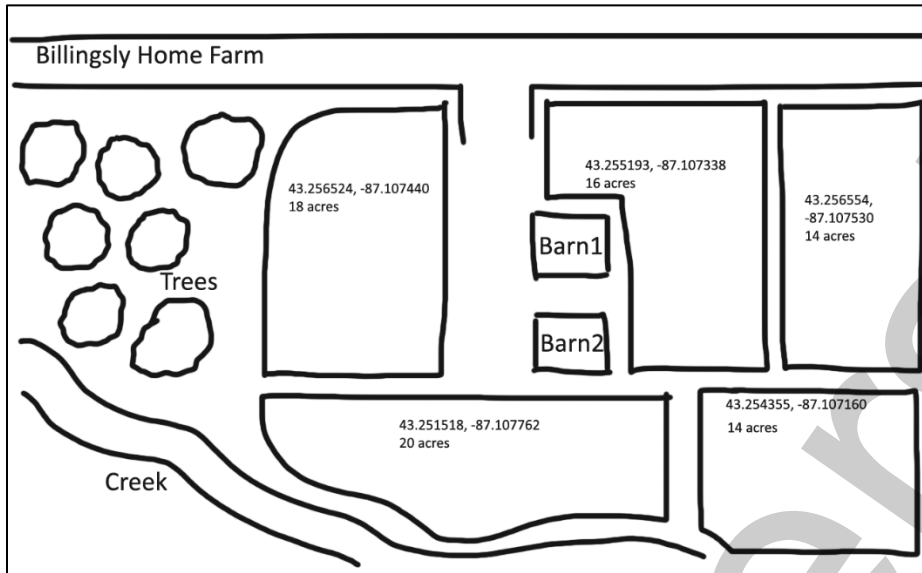 Billingsly Home Farm
43.256524, -87.107440
18 acres
43.255193, -87.107338
16 acres
43.256554,
-87.107530
14 acres
Barn1
Trees
Barn2
43.251518, -87.107762
20 acres
43.254355, -87.107160
14 acres
Creek